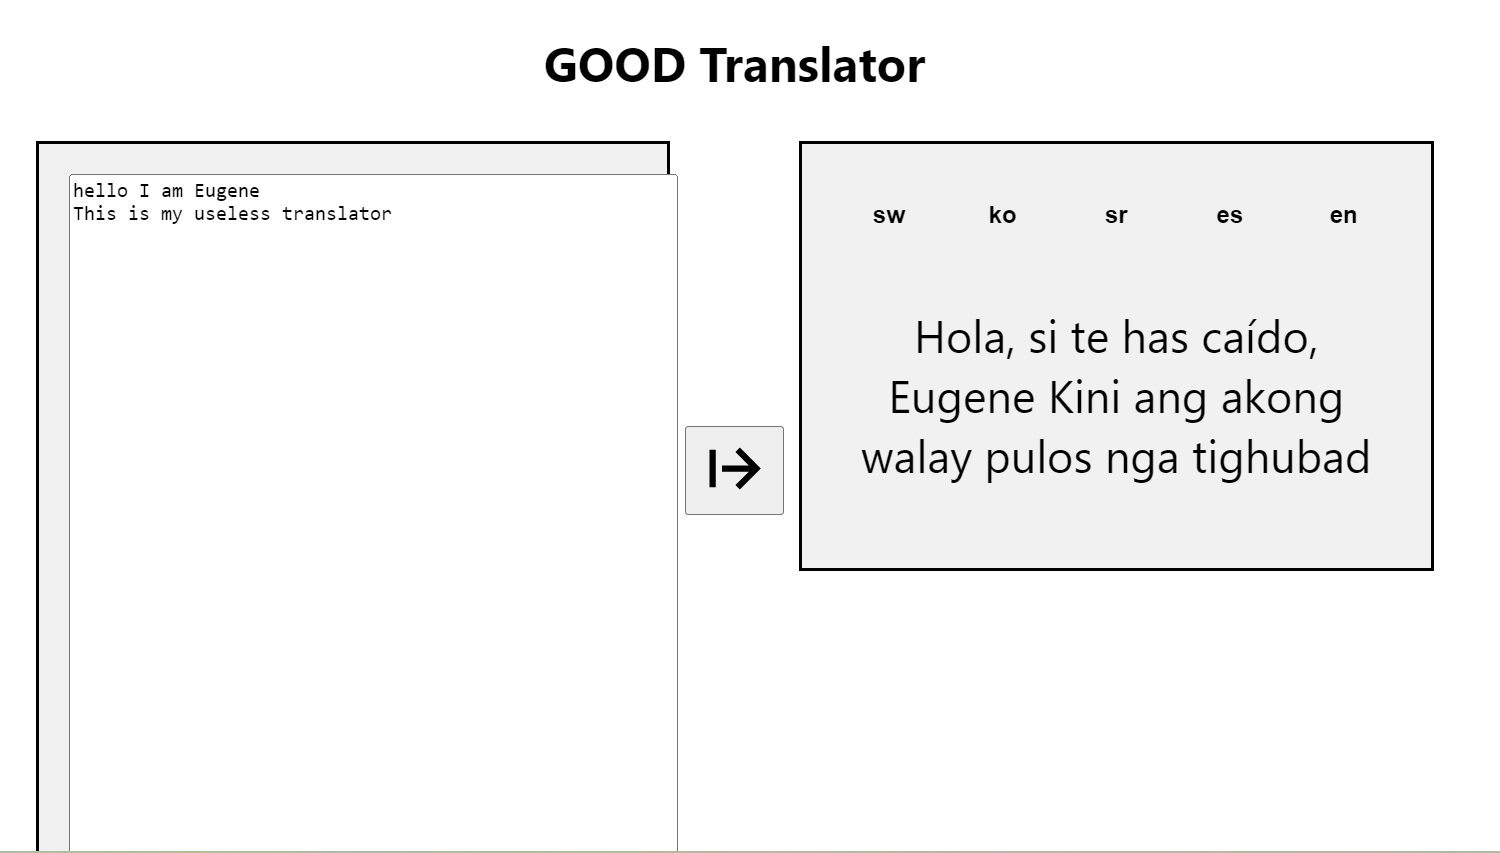 GOOD Translator
hello I am Eugene
This is my useless translator
sw ko sr es en
Hola, si te has caído,
Eugene Kini ang akong
walay pulos nga tighubad